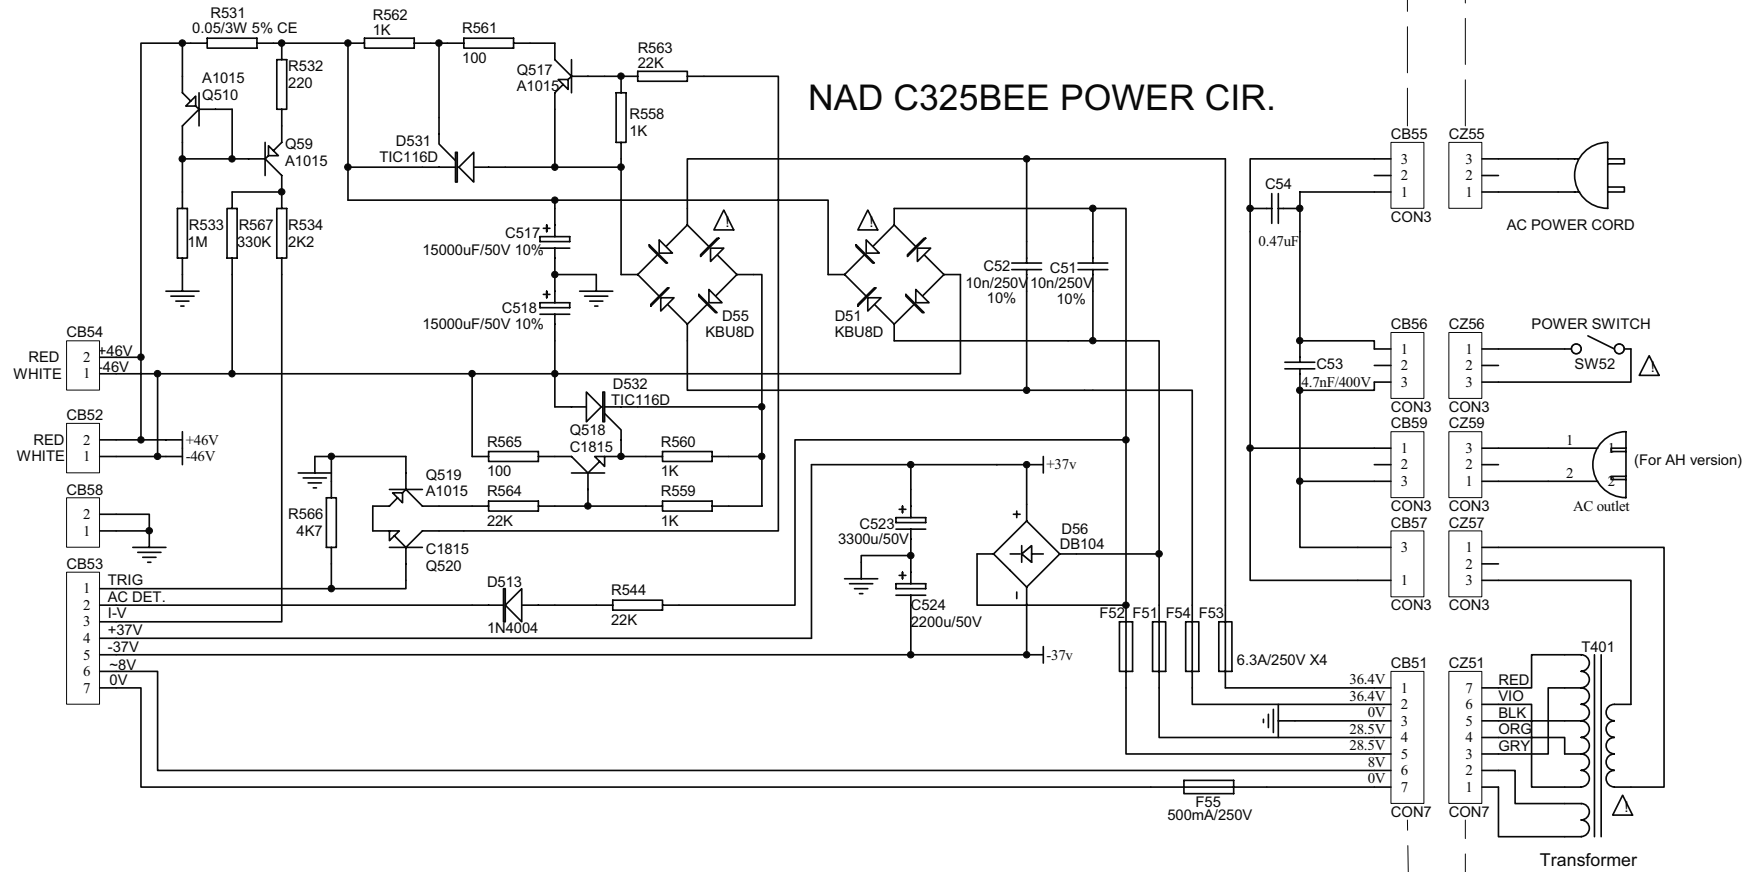 NAD C325BEE POWER CIR.
R531
0.05/3W 5% CE
R562
1K
R561
100
R563
22K
R532
220
A1015
Q510
Q517
A1015
R558
1K
Q59
A1015
D531
TIC116D
R533
1M
R567
330K
R534
2K2
C517
+
15000uF/50V 10%
C518
+
15000uF/50V 10%
!
D55
KBU8D
!
D51
KBU8D
C52
10n/250V
10%
C51
10n/250V
10%
C54
0.47uF
CB55
3
2
1
CON3
CZ55
3
2
1
AC POWER CORD
CB54
RED 2 +46V
WHITE 1 -46V
CB52
RED 2 +46V
WHITE 1 -46V
CB58
2
1
CB53
1 TRIG
2 AC DET.
3 I-V
4 +37V
5 -37V
6 ~8V
7 0V
D532
TIC116D
Q518
C1815
R565
100
R560
1K
R564
22K
R559
1K
Q519
A1015
R566
4K7
C1815
Q520
D513
1N4004
R544
22K
+37v
+
C523
3300u/50V
+
C524
2200u/50V
+
D56
DB104
-
-37v
F52 F51 F54 F53
6.3A/250V X4
C53
4.7nF/400V
CB56
1
2
3
CON3
CZ56
1
2
3
CON3
POWER SWITCH
SW52
!
CB59
1
2
3
CON3
CZ59
3
2
1
CON3
1
2
1
2
(For AH version)
AC outlet
CB57
3
1
CON3
CZ57
1
2
3
CON3
CB51
36.4V 1
36.4V 2
0V 3
28.5V 4
28.5V 5
8V 6
0V 7
CON7
CZ51
7 RED
6 VIO
5 BLK
4 ORG
3 GRY
2
1
CON7
T401
!
Transformer
F55
500mA/250V